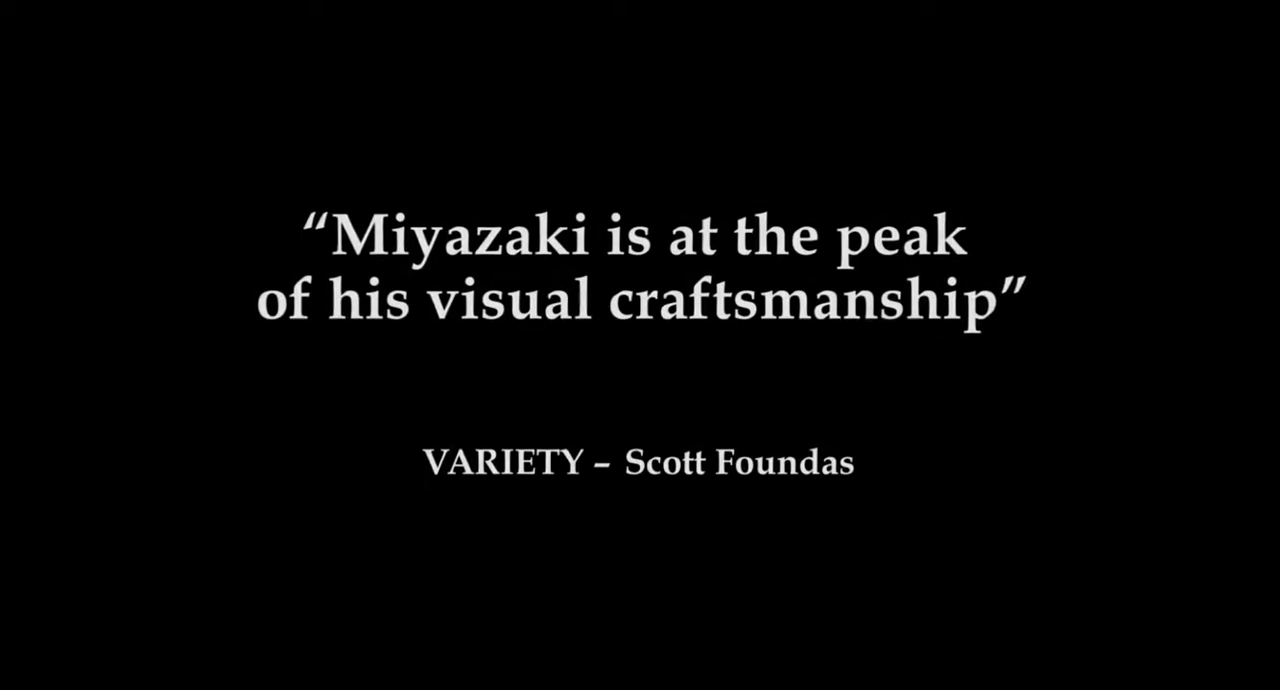 “Miyazaki is at the peak
of his visual craftsmanship”
VARIETY – Scott Foundas